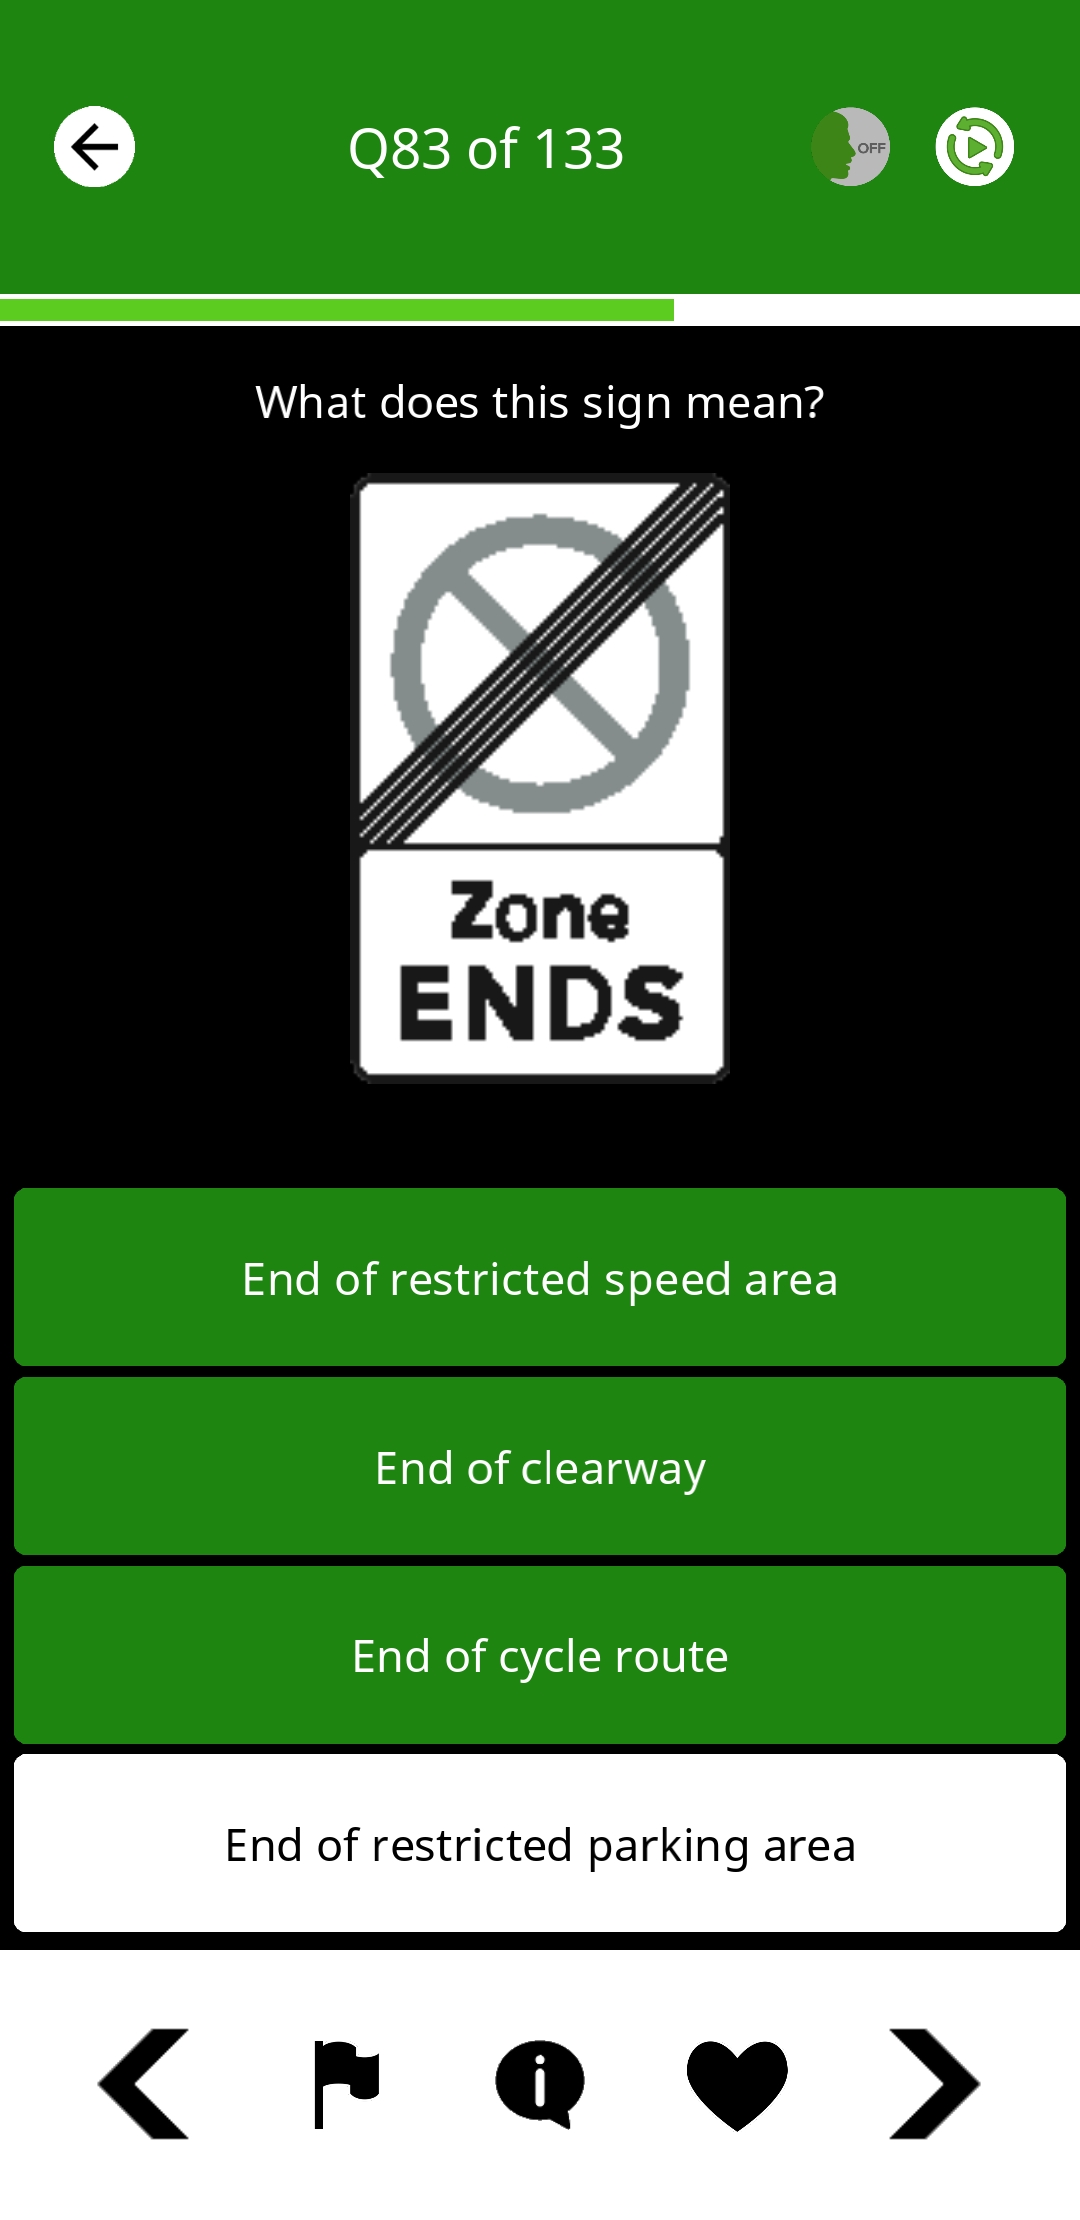 Q83 of 133
OFF
What does this sign mean?
Zone
ENDS
End of restricted speed area
End of clearway
End of cycle route
End of restricted parking area